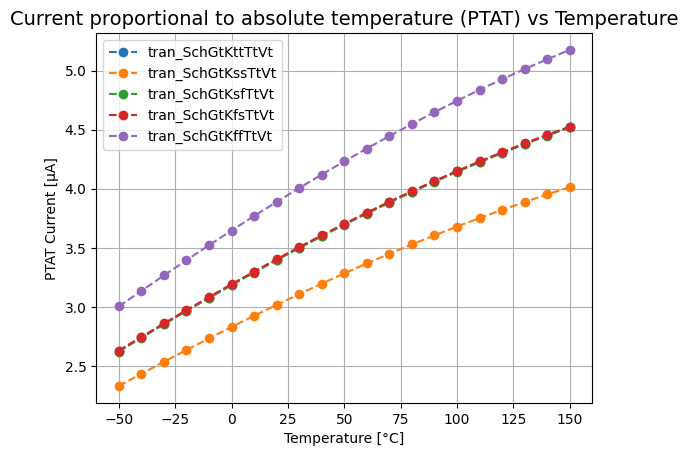 Current proportional to absolute temperature (PTAT) vs Temperature
tran_SchGtKttTtVt
tran_SchGtKssTtVt
tran_SchGtKsfTtVt
tran_SchGtKfsTtVt
tran_SchGtKffTtVt
PTAT Current [µA]
5.0
4.5
4.0
3.5
3.0
2.5
−50
−25
0
25
50
75
100
125
150
Temperature [°C]